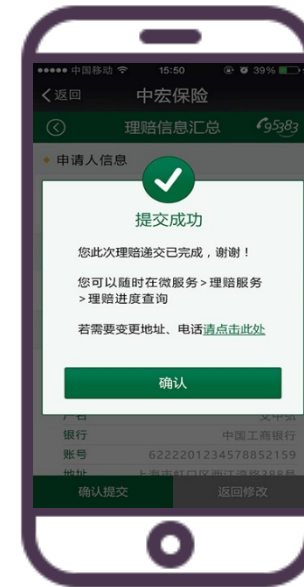 中国移动 15:50 39%
返回 中宏保险
理赔信息汇总 95383
申请人信息
提交成功
您此次理赔递交已完成，谢谢！
您可以随时在微服务>理赔服务
>理赔进度查询
若需要变更地址、电话请点击此处
确认
银行 中国工商银行
账号 6222201234578852159
确认提交 返回修改